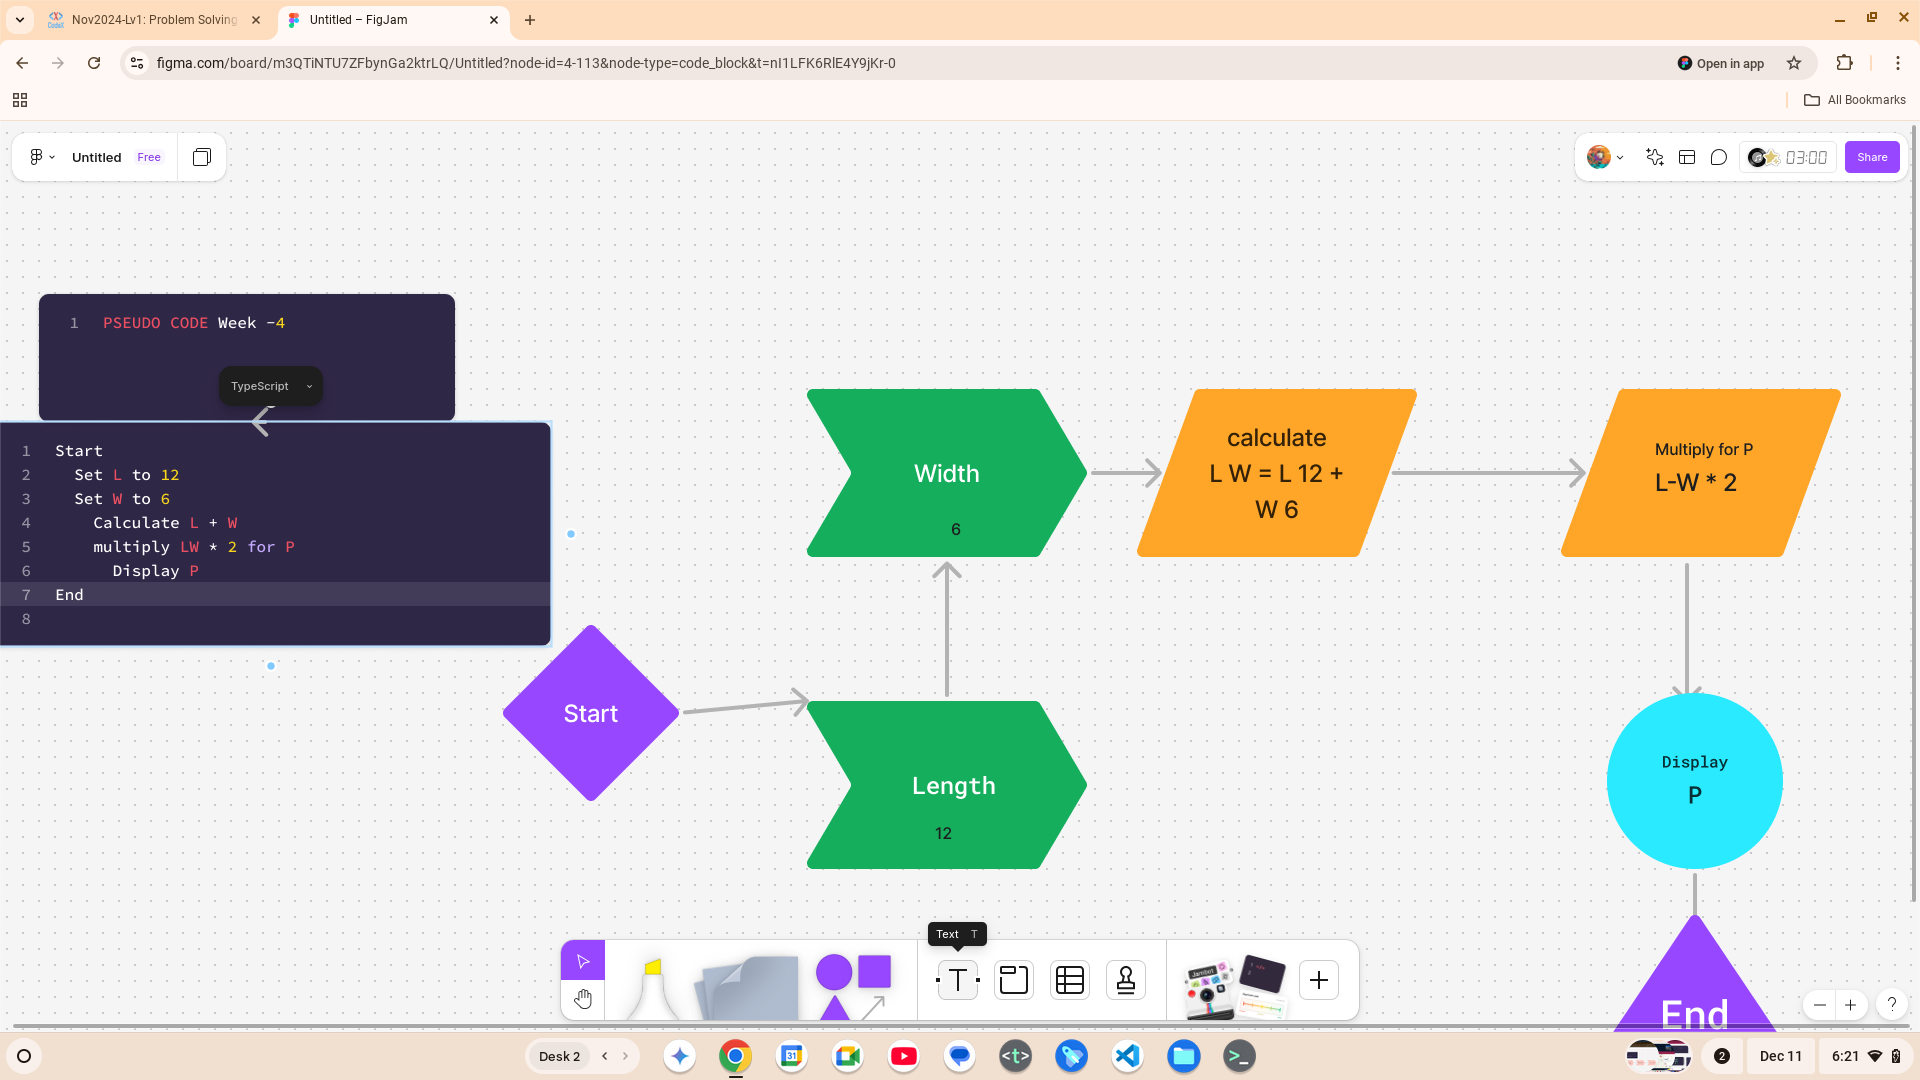 Nov2024-Lv1: Problem Solving
Untitled – FigJam
figma.com/board/m3QTiNTU7ZFbynGa2ktrLQ/Untitled?node-id=4-113&node-type=code_block&t=nI1LFK6RlE4Y9jKr-0
Open in app
All Bookmarks
Untitled
Free
03:00
Share
1 PSEUDO CODE Week -4
TypeScript
1 Start
2 Set L to 12
3 Set W to 6
4 Calculate L + W
5 multiply LW * 2 for P
6 Display P
7 End
8
Width
6
calculate
L W = L 12 +
W 6
Multiply for P
L-W * 2
Start
Length
12
Display
P
End
Text T
T
Jambot
?
Desk 2
31
<t>
>_
2
Dec 11
6:21